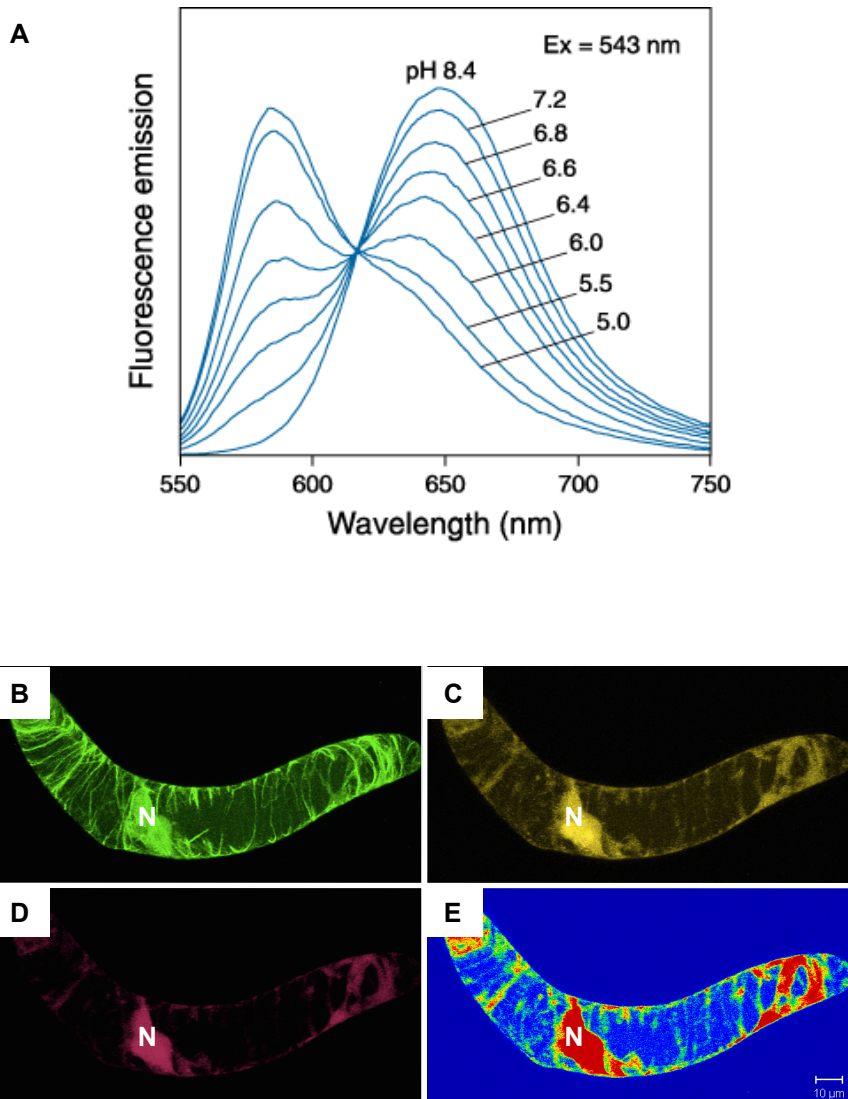 A
Ex = 543 nm
pH 8.4
7.2
6.8
6.6
6.4
6.0
5.5
5.0
Fluorescence emission
550 600 650 700 750
Wavelength (nm)
B
N
C
N
D
N
E
N
10 µm